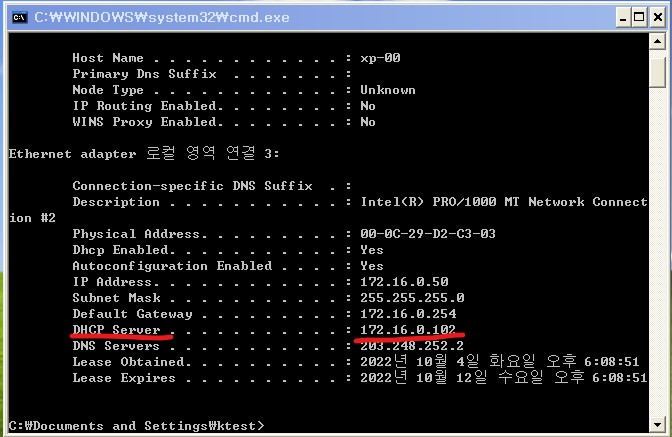 C:\WINDOWS\system32\cmd.exe
Host Name . . . . . . . . . . . . : xp-00
Primary Dns Suffix  . . . . . . . :
Node Type . . . . . . . . . . . . : Unknown
IP Routing Enabled. . . . . . . . : No
WINS Proxy Enabled. . . . . . . . : No
Ethernet adapter 로컬 영역 연결 3:
Connection-specific DNS Suffix  . :
Description . . . . . . . . . . . : Intel(R) PRO/1000 MT Network Connect
ion #2
Physical Address. . . . . . . . . : 00-0C-29-D2-C3-03
Dhcp Enabled. . . . . . . . . . . : Yes
Autoconfiguration Enabled . . . . : Yes
IP Address. . . . . . . . . . . . : 172.16.0.50
Subnet Mask . . . . . . . . . . . : 255.255.255.0
Default Gateway . . . . . . . . . : 172.16.0.254
DHCP Server . . . . . . . . . . . : 172.16.0.102
DNS Servers . . . . . . . . . . . : 203.248.252.2
Lease Obtained. . . . . . . . . . : 2022년 10월 4일 화요일 오후 6:08:51
Lease Expires . . . . . . . . . . : 2022년 10월 12일 수요일 오후 6:08:51
C:₩Documents and Settings₩ktest>